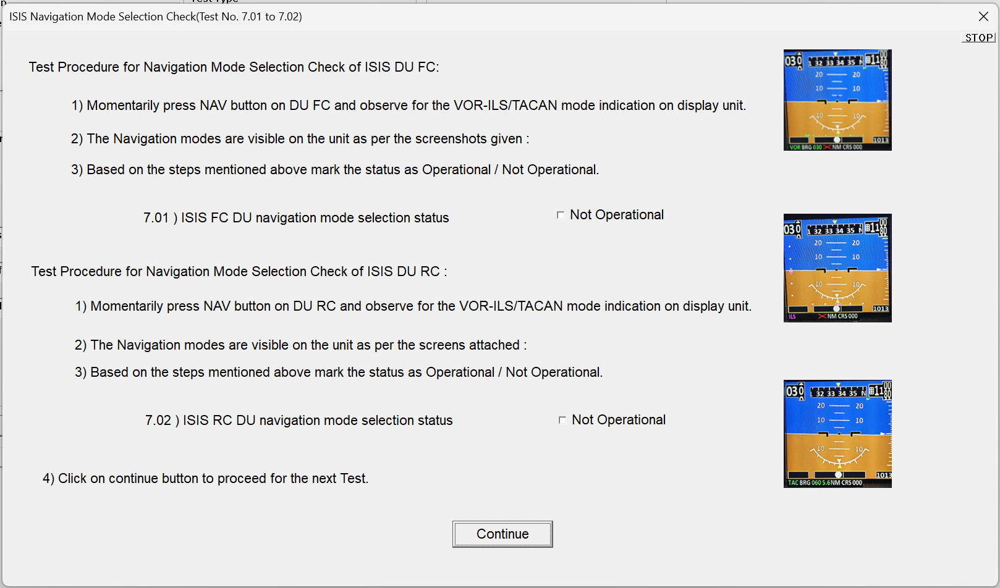 Test Type
ISIS Navigation Mode Selection Check(Test No. 7.01 to 7.02)
STOP
Test Procedure for Navigation Mode Selection Check of ISIS DU FC:
1) Momentarily press NAV button on DU FC and observe for the VOR-ILS/TACAN mode indication on display unit.
2) The Navigation modes are visible on the unit as per the screenshots given :
3) Based on the steps mentioned above mark the status as Operational / Not Operational.
7.01 ) ISIS FC DU navigation mode selection status
Not Operational
030 32 33 34 35 N 11 00 80
20 20
10 10
10 10
1013
VOR BRG 030 NM CRS 000
Test Procedure for Navigation Mode Selection Check of ISIS DU RC :
1) Momentarily press NAV button on DU RC and observe for the VOR-ILS/TACAN mode indication on display unit.
2) The Navigation modes are visible on the unit as per the screens attached :
3) Based on the steps mentioned above mark the status as Operational / Not Operational.
7.02 ) ISIS RC DU navigation mode selection status
Not Operational
030 32 33 34 35 N 11 00 80
20 20
10 10
10 10
1013
ILS NM CRS 000
4) Click on continue button to proceed for the next Test.
030 32 33 34 35 N 11 00 80
20 20
10 10
10 10
1013
TAC BRG 060 5.6NM CRS 000
Continue